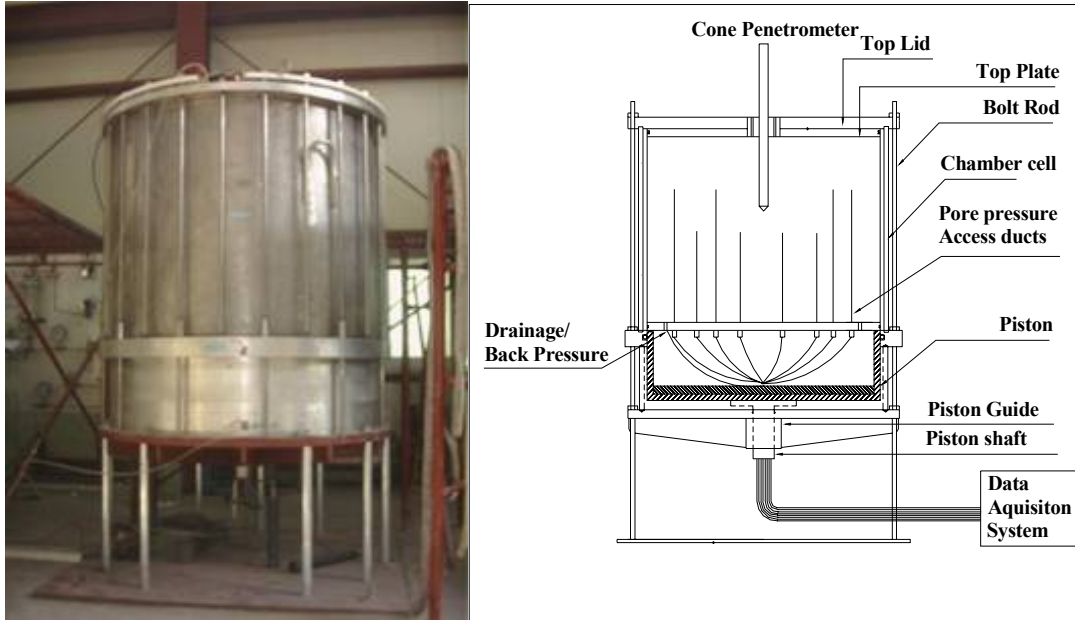 Cone Penetrometer
Top Lid
Top Plate
Bolt Rod
Chamber cell
Pore pressure
Access ducts
Drainage/
Back Pressure
Piston
Piston Guide
Piston shaft
Data
Aquisiton
System